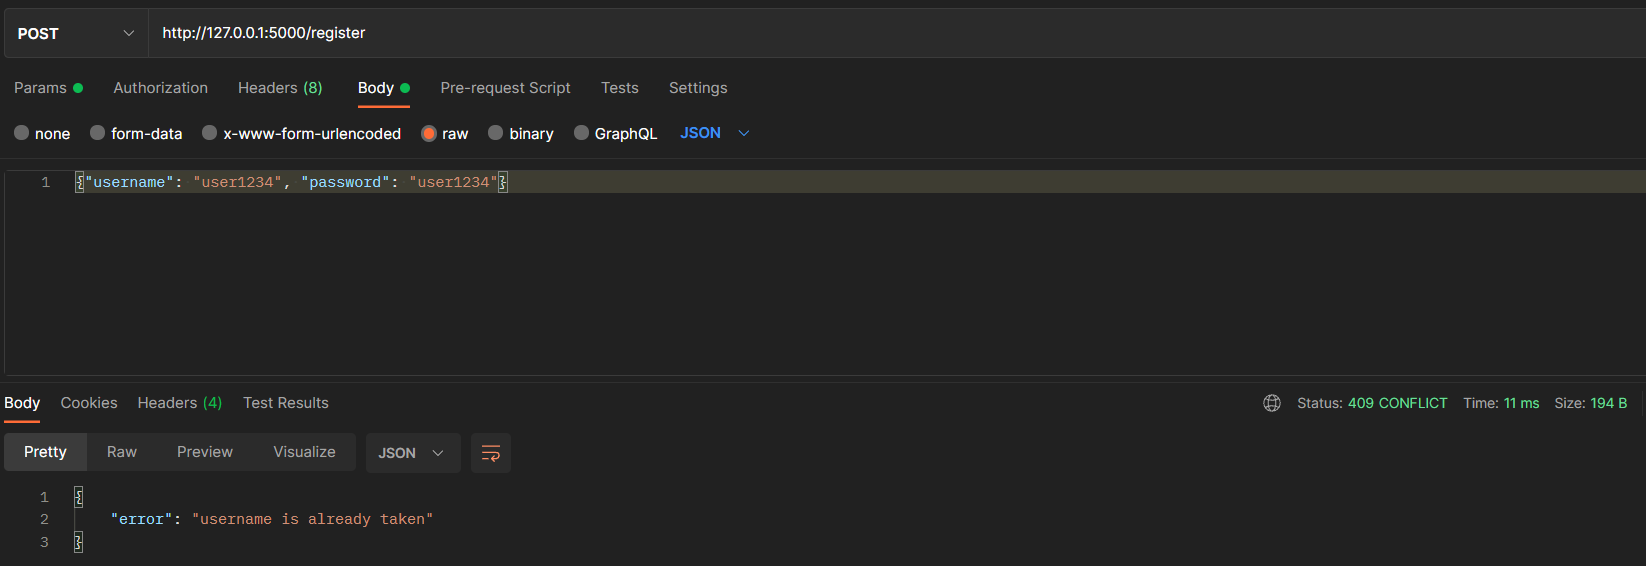 POST http://127.0.0.1:5000/register
Params Authorization Headers (8) Body Pre-request Script Tests Settings
none form-data x-www-form-urlencoded raw binary GraphQL JSON
1 {"username": "user1234", "password": "user1234"}
Body Cookies Headers (4) Test Results Status: 409 CONFLICT Time: 11 ms Size: 194 B
Pretty Raw Preview Visualize JSON
1 {
2 "error": "username is already taken"
3 }